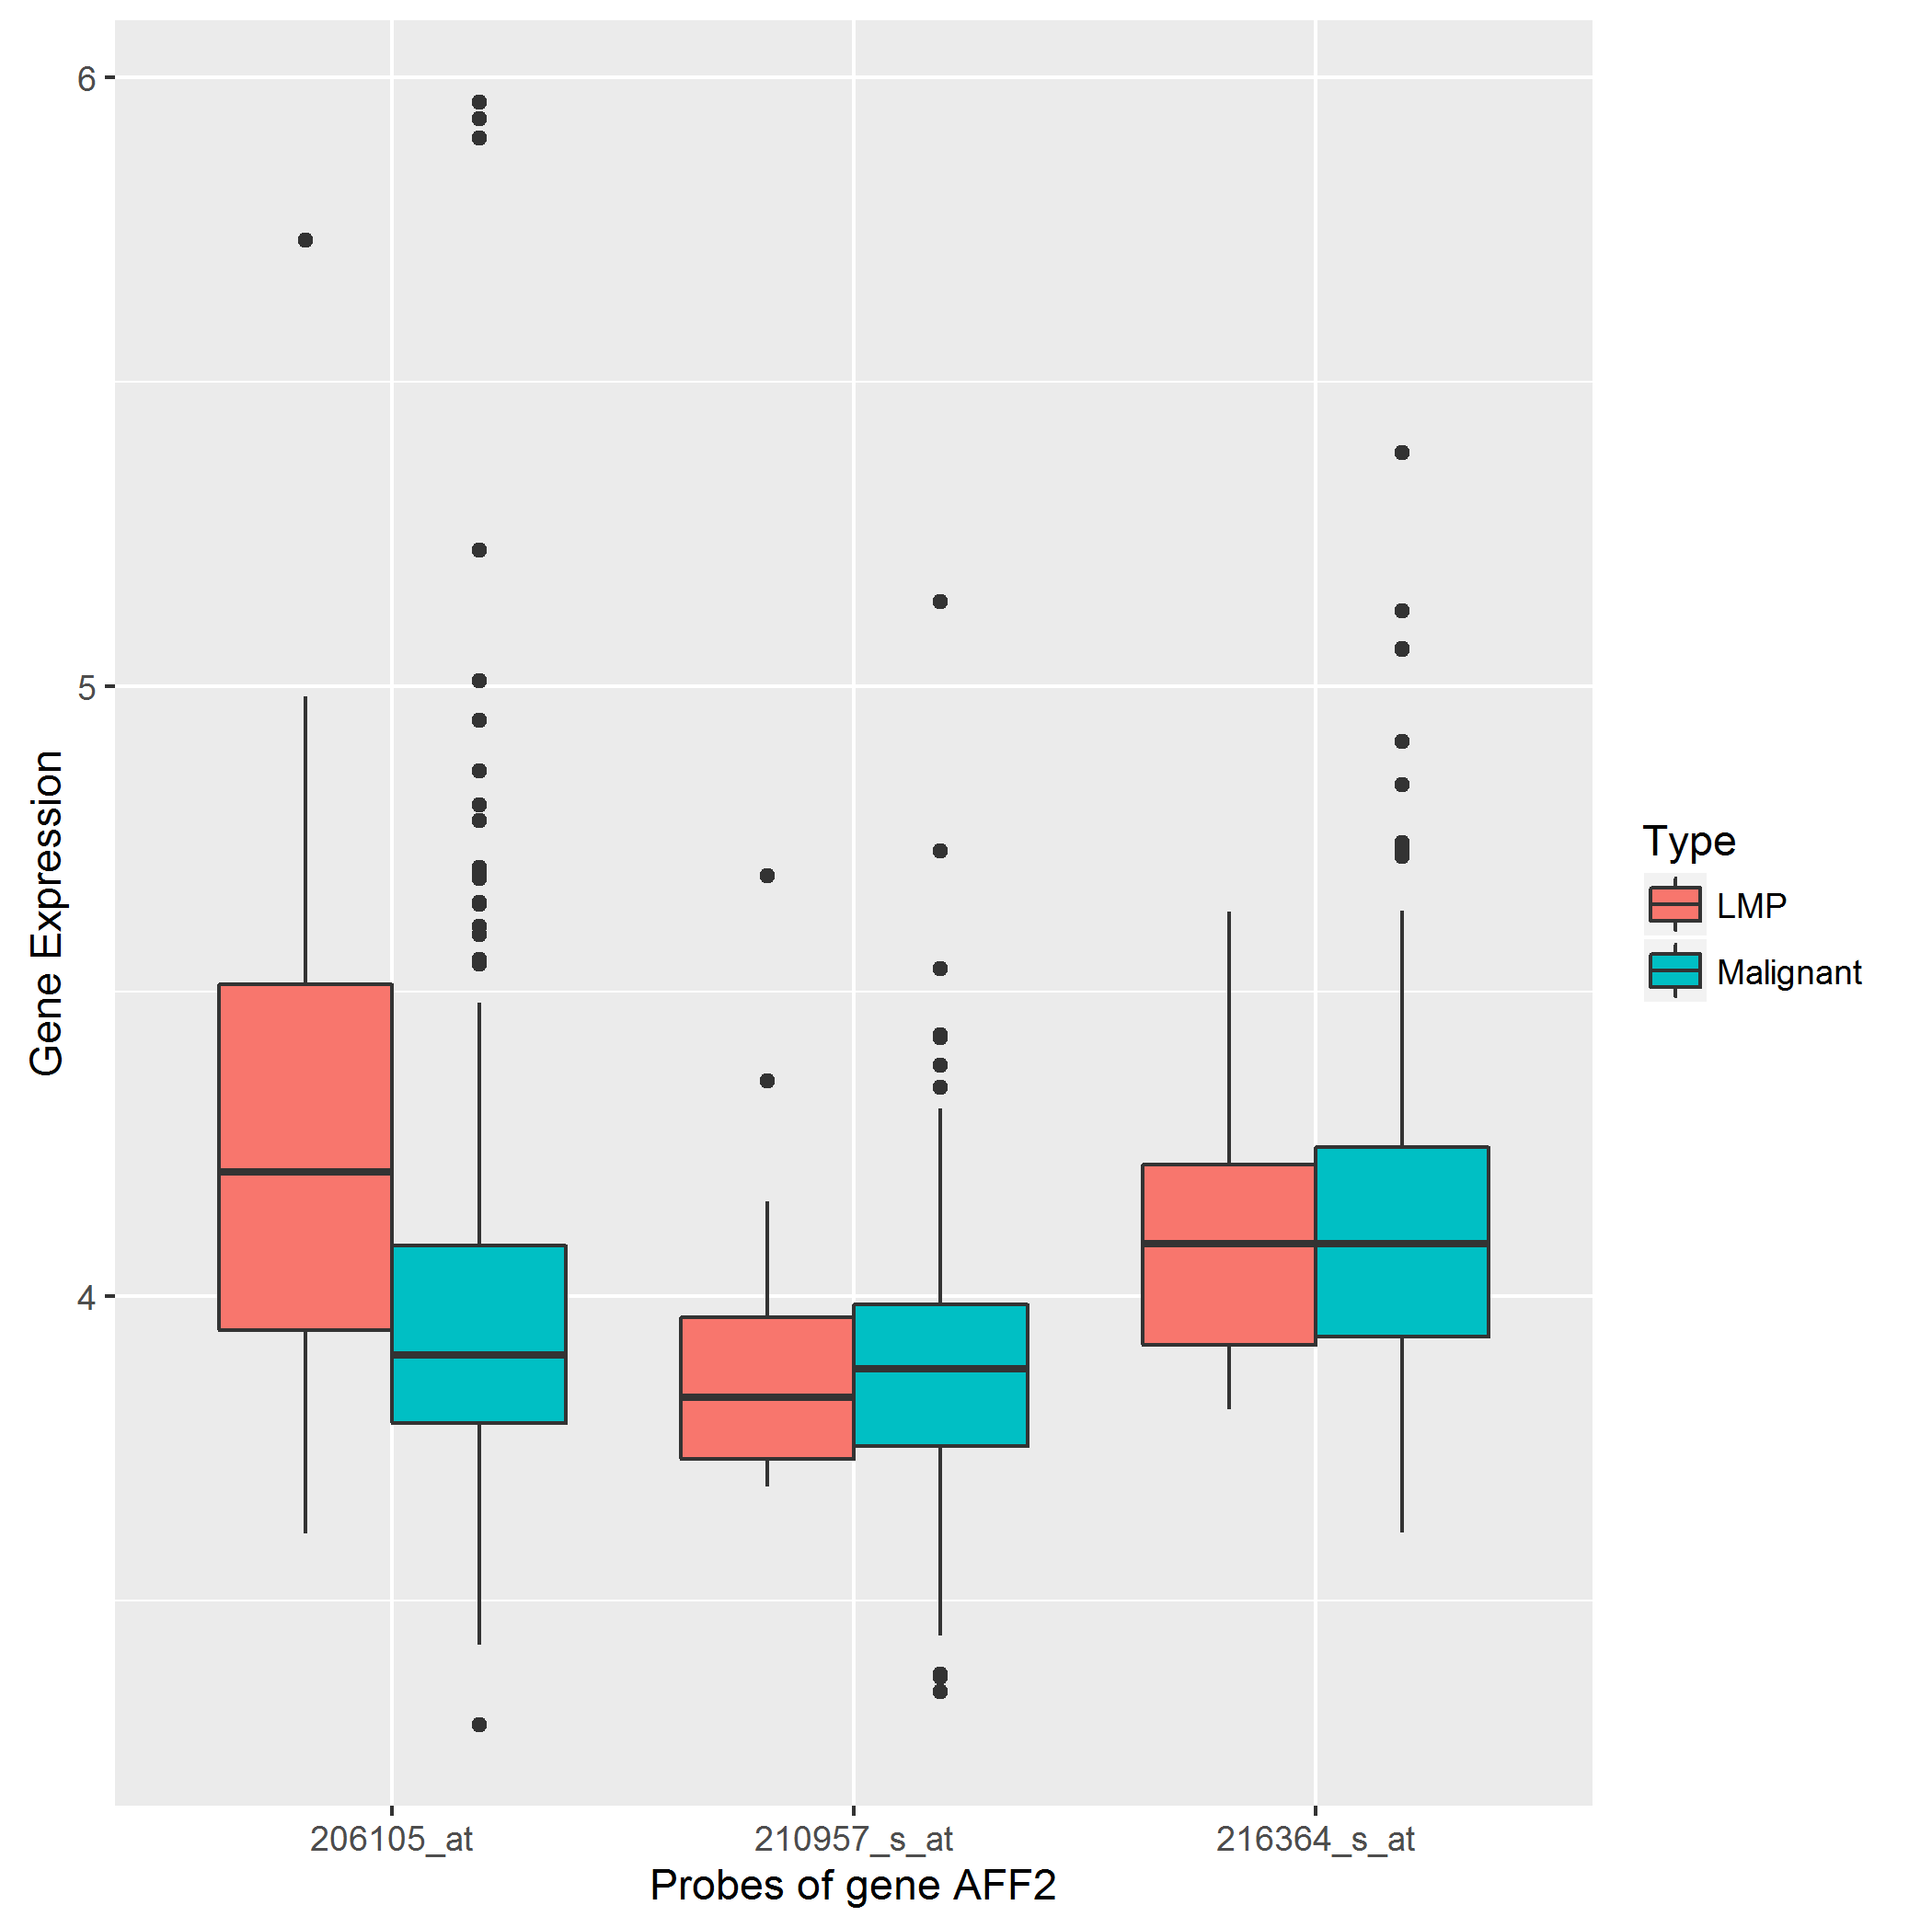 6
5
4
Gene Expression
206105_at
210957_s_at
216364_s_at
Probes of gene AFF2
Type
LMP
Malignant